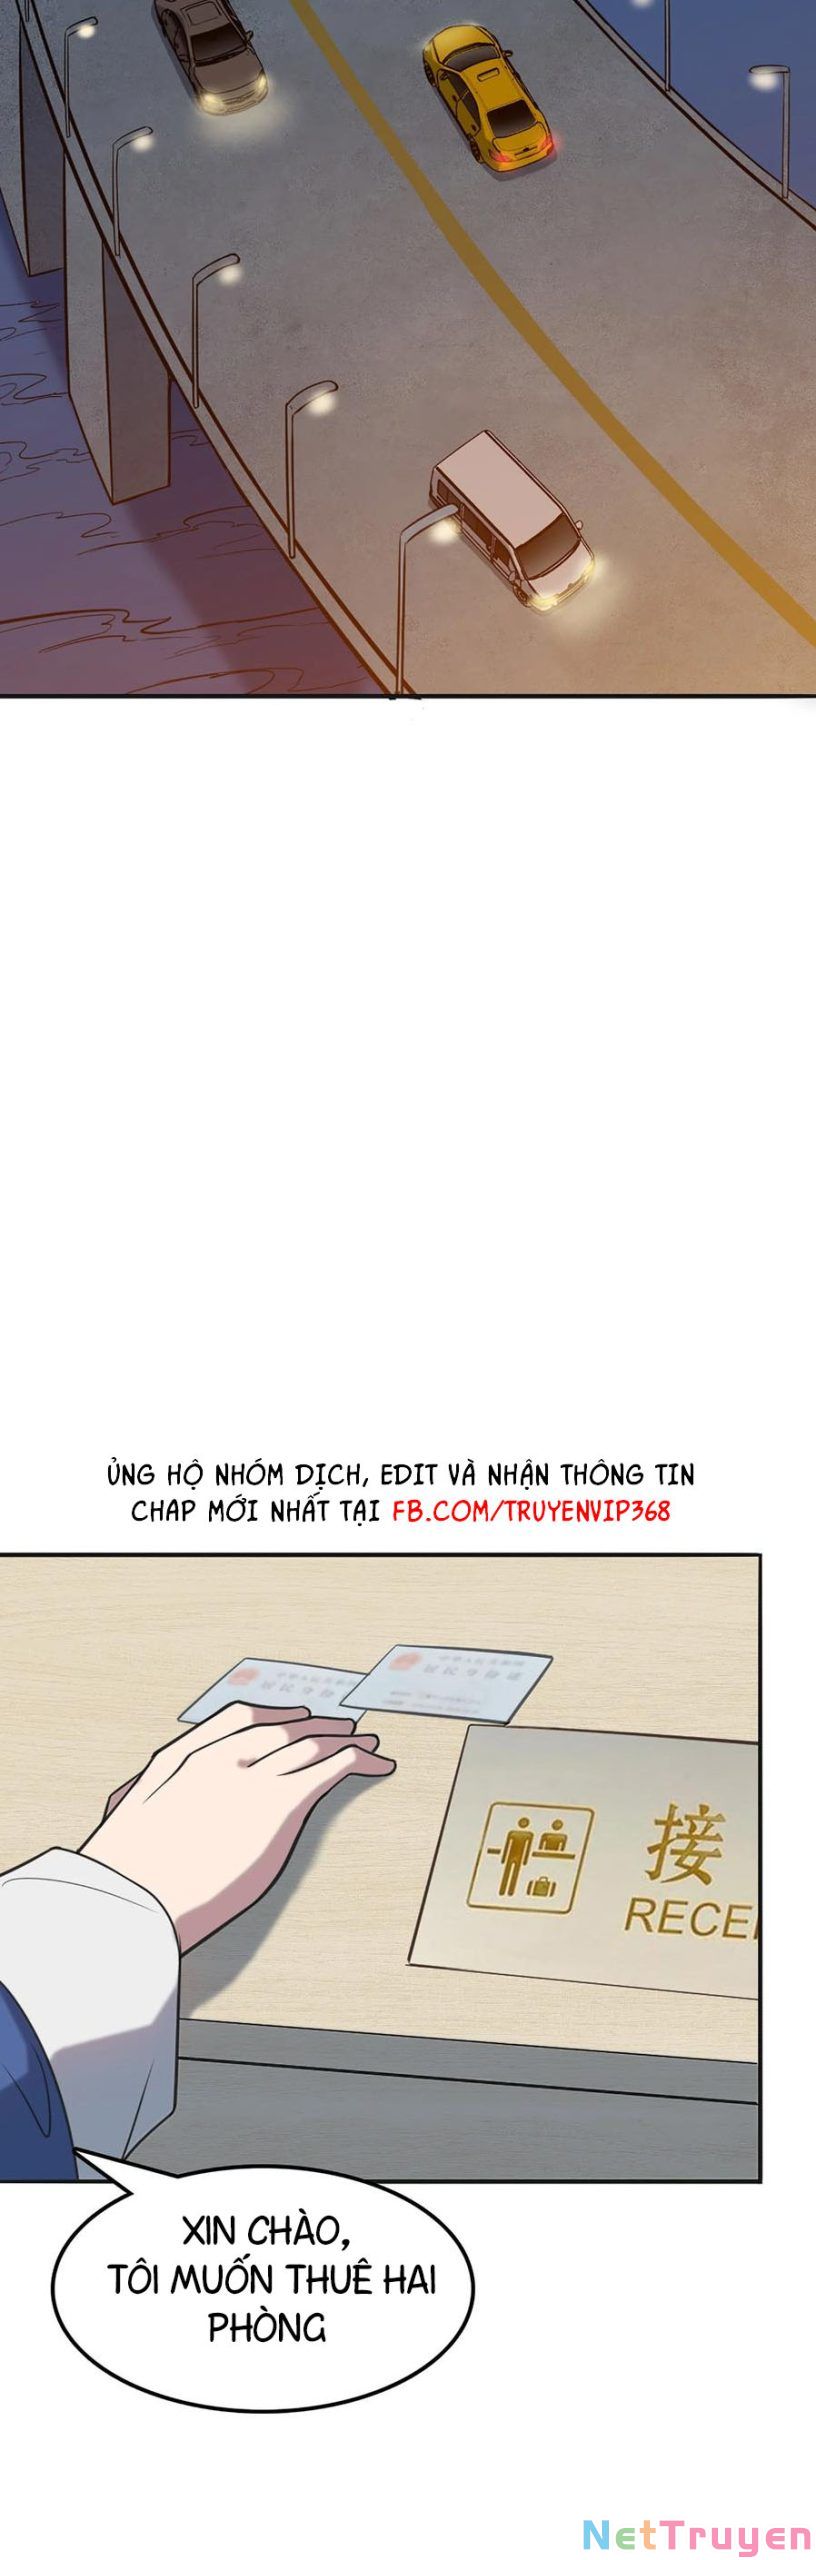 ỦNG HỘ NHÓM DỊCH, EDIT VÀ NHẬN THÔNG TIN
CHAP MỚI NHẤT TẠI FB.COM/TRUYENVIP368
接
RECE
XIN CHÀO,
TÔI MUỐN THUÊ HAI
PHÒNG
NetTruyen